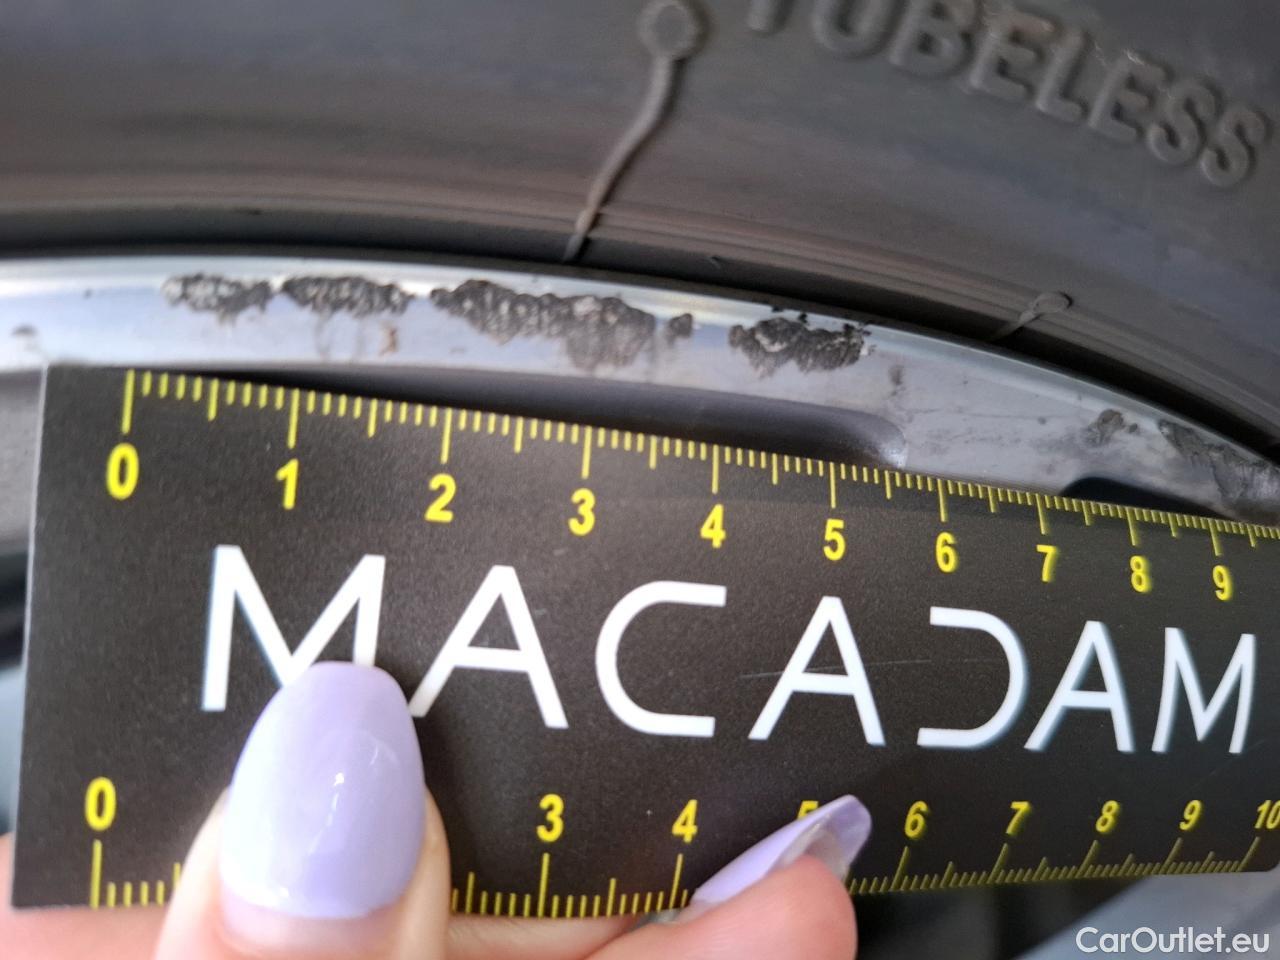 TUBELESS
0 1 2 3 4 5 6 7 8 9
MACADAM
0 3 4 5 6 7 8 9 10
CarOutlet.eu